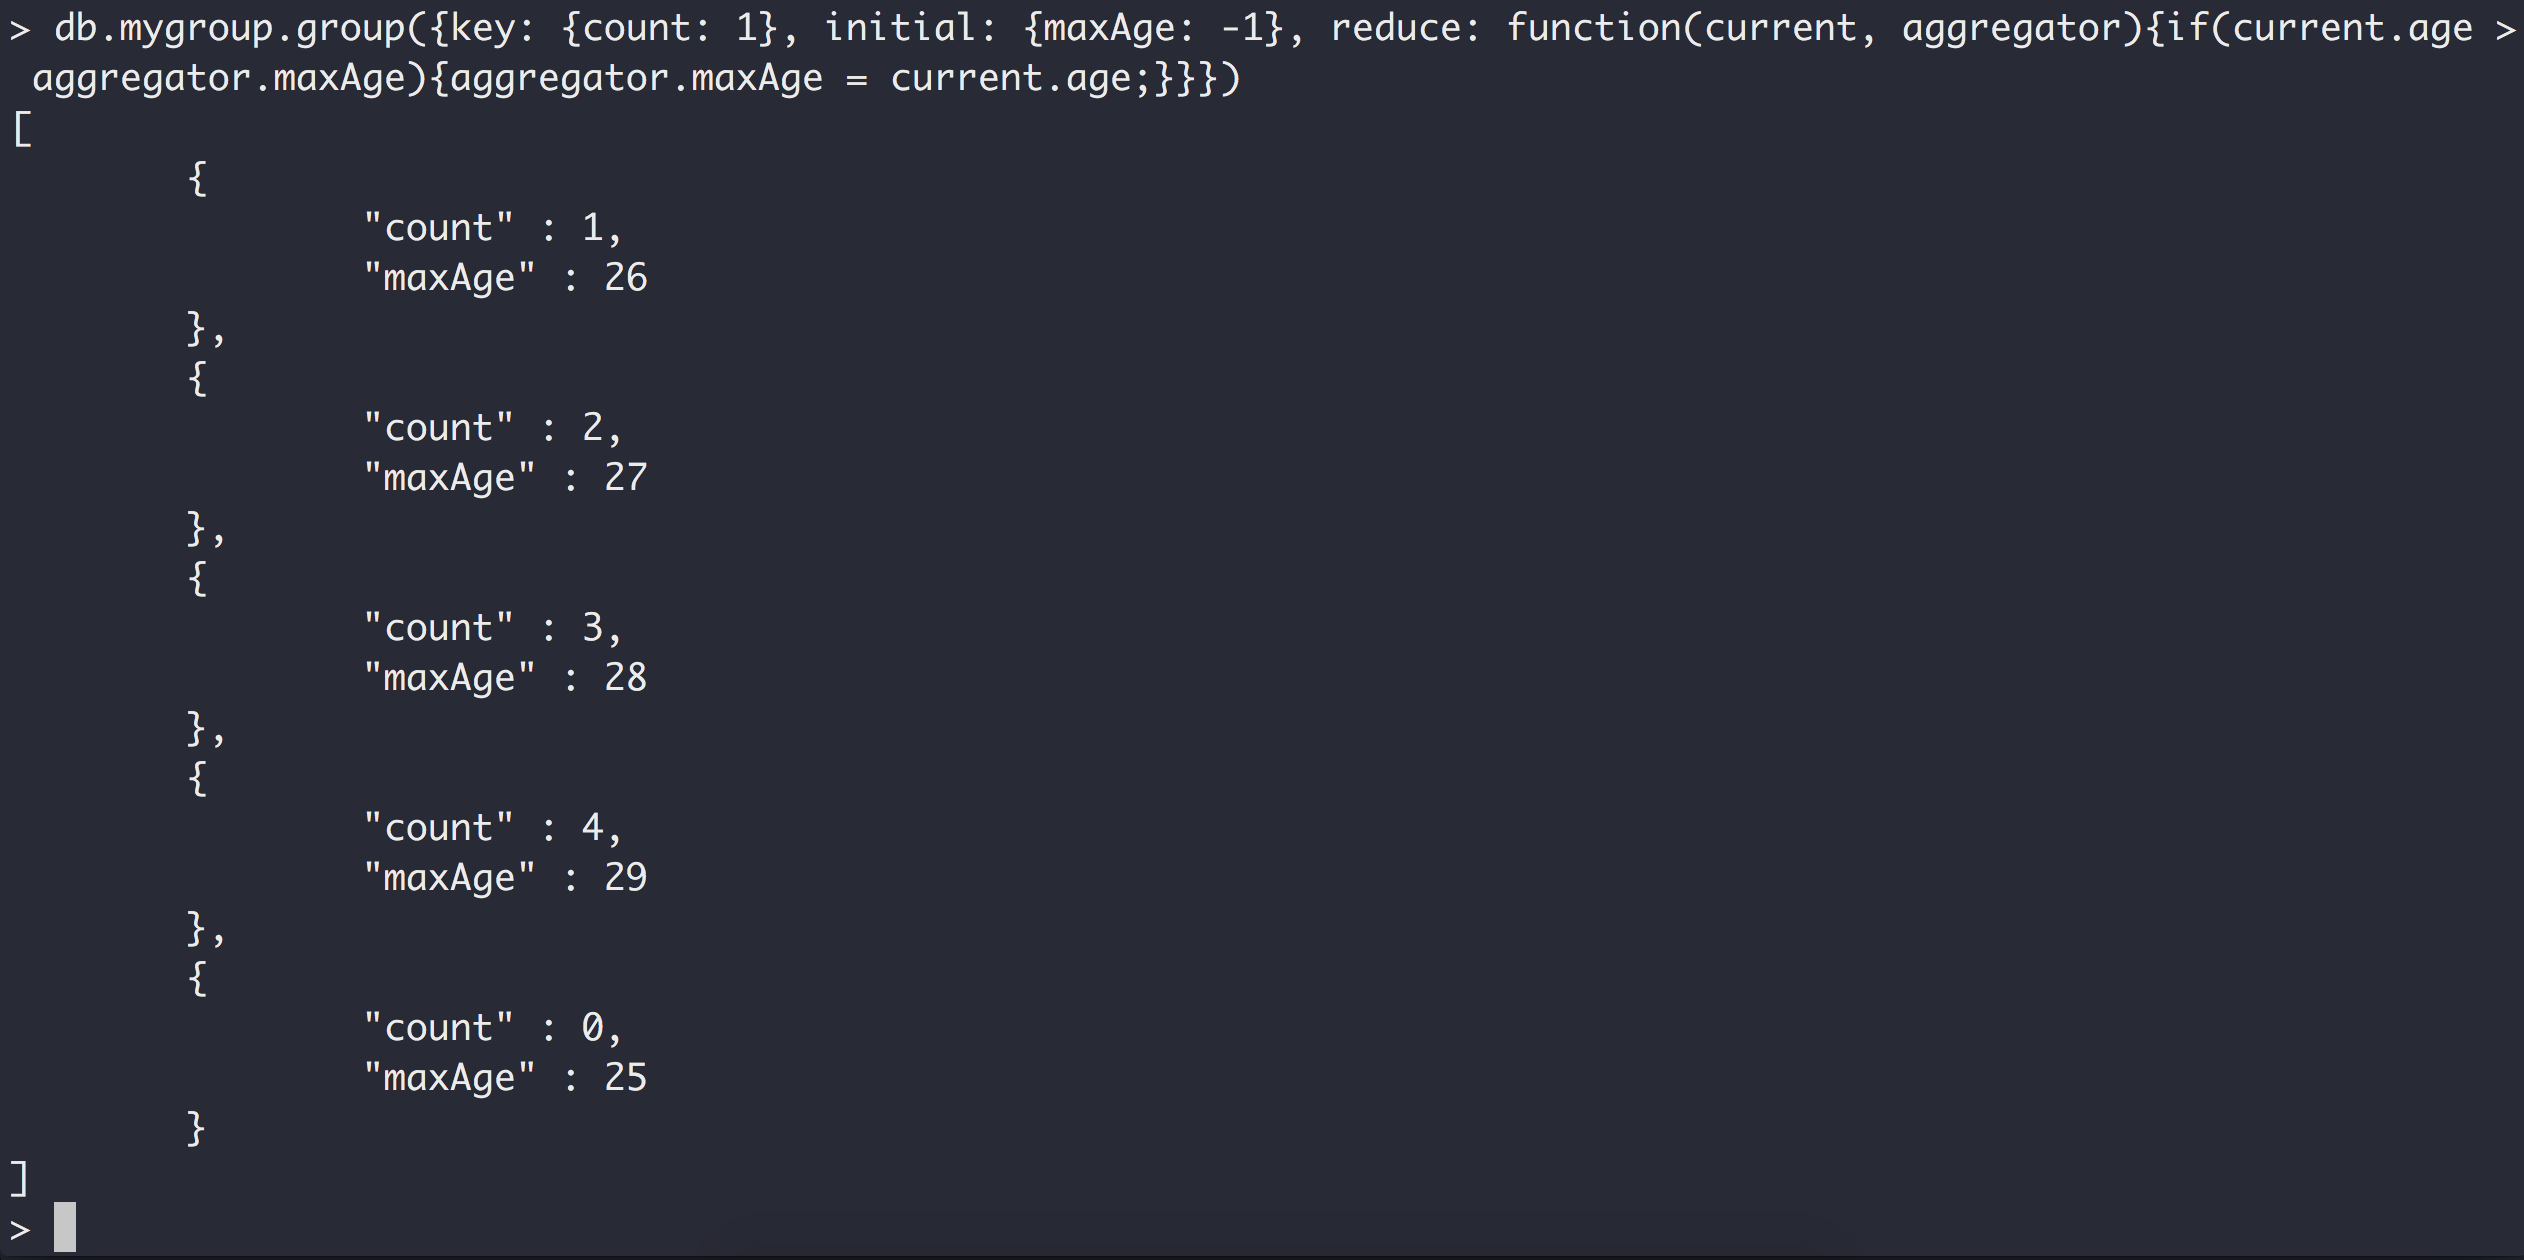 > db.mygroup.group({key: {count: 1}, initial: {maxAge: -1}, reduce: function(current, aggregator){if(current.age >
 aggregator.maxAge){aggregator.maxAge = current.age;}}})
[
        {
                "count" : 1,
                "maxAge" : 26
        },
        {
                "count" : 2,
                "maxAge" : 27
        },
        {
                "count" : 3,
                "maxAge" : 28
        },
        {
                "count" : 4,
                "maxAge" : 29
        },
        {
                "count" : 0,
                "maxAge" : 25
        }
]
>